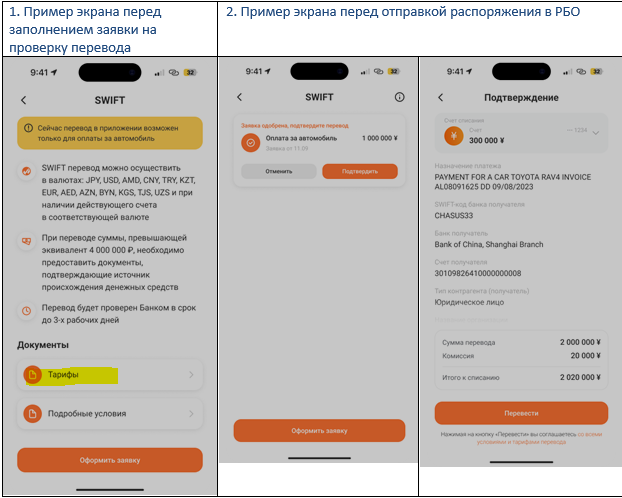 1. Пример экрана перед
заполнением заявки на
проверку перевода
2. Пример экрана перед отправкой распоряжения в РБО
9:41
32
SWIFT
Сейчас перевод в приложении возможен
только для оплаты за автомобиль
SWIFT перевод можно осуществить
в валютах: JPY, USD, AMD, CNY, TRY, KZT,
EUR, AED, AZN, BYN, KGS, TJS, UZS и при
наличии действующего счета
в соответствующей валюте
При переводе суммы, превышающей
эквивалент 4 000 000 ₽, необходимо
предоставить документы,
подтверждающие источник
происхождения денежных средств
Перевод будет проверен Банком в срок
до 3-х рабочих дней
Документы
Тарифы
Подробные условия
Оформить заявку
9:41
32
SWIFT
Заявка одобрена, подтвердите перевод
Оплата за автомобиль 1 000 000 ¥
Заявка от 11.09
Отменить
Подтвердить
Оформить заявку
9:41
32
Подтверждение
Счет списания
Счет
300 000 ¥
1234
Назначение платежа
PAYMENT FOR A CAR TOYOTA RAV4 INVOICE
AL08091625 DD 09/08/2023
SWIFT-код банка получателя
CHASUS33
Банк получателя
Bank of China, Shanghai Branch
Счет получателя
30109826410000000008
Тип контрагента (получатель)
Юридическое лицо
Сумма перевода 2 000 000 ¥
Комиссия 20 000 ¥
Итого к списанию 2 020 000 ¥
Перевести
Нажимая на кнопку «Перевести» вы соглашаетесь со всеми
условиями и тарифами перевода